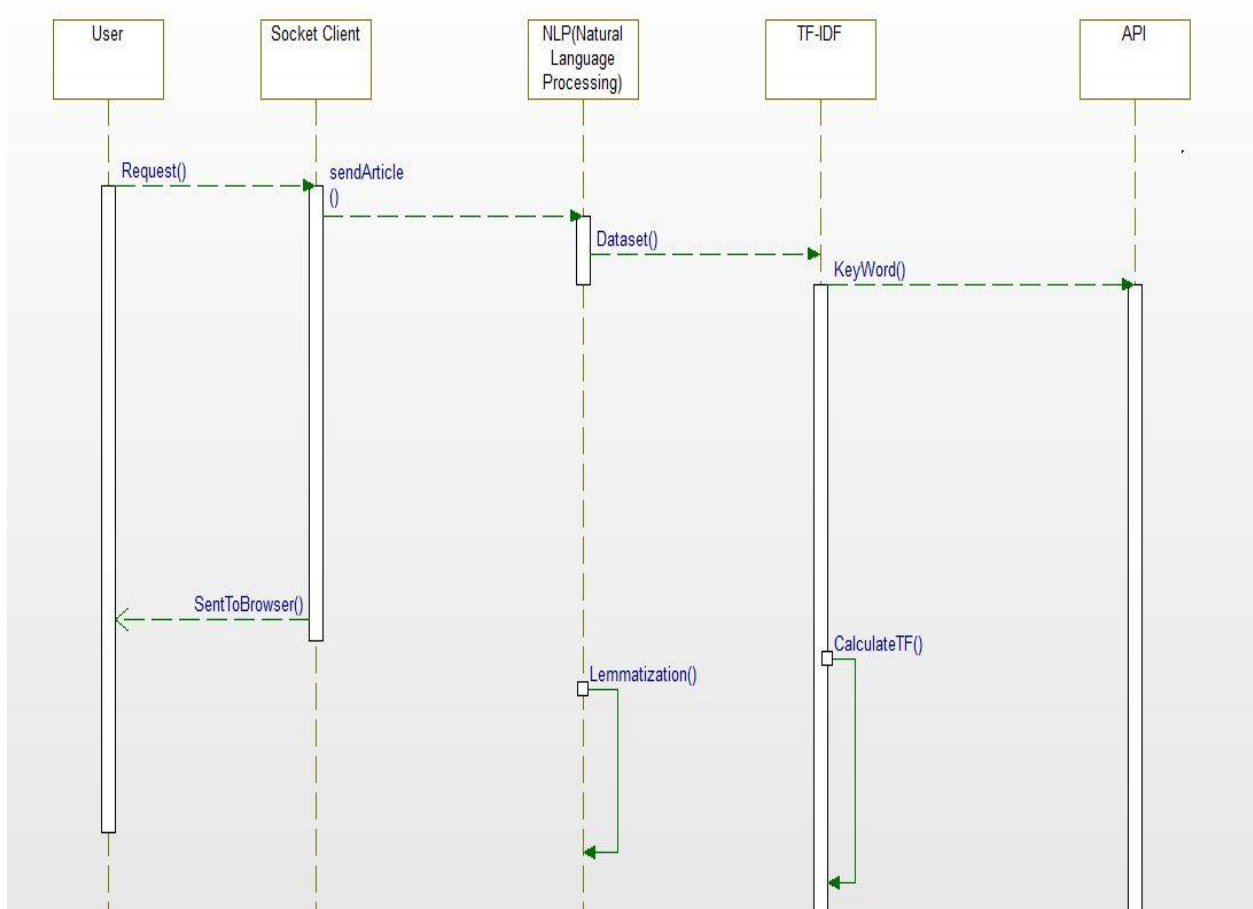 User
Socket Client
NLP(Natural
Language
Processing)
TF-IDF
API
Request()
sendArticle
()
Dataset()
KeyWord()
SentToBrowser()
CalculateTF()
Lemmatization()